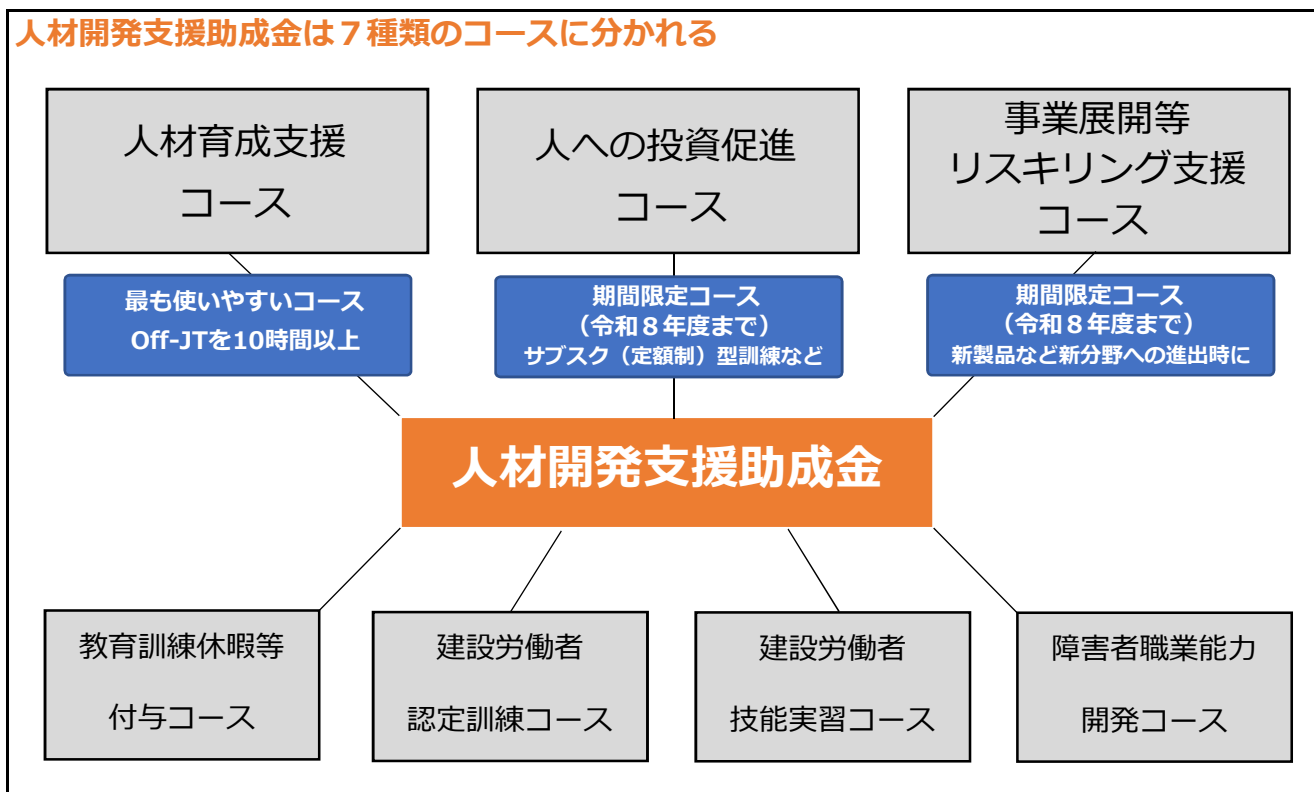 人材開発支援助成金は７種類のコースに分かれる
人材育成支援
コース
人への投資促進
コース
事業展開等
リスキリング支援
コース
最も使いやすいコース
Off-JTを10時間以上
期間限定コース
（令和８年度まで）
サブスク（定額制）型訓練など
期間限定コース
（令和８年度まで）
新製品など新分野への進出時に
人材開発支援助成金
教育訓練休暇等
付与コース
建設労働者
認定訓練コース
建設労働者
技能実習コース
障害者職業能力
開発コース